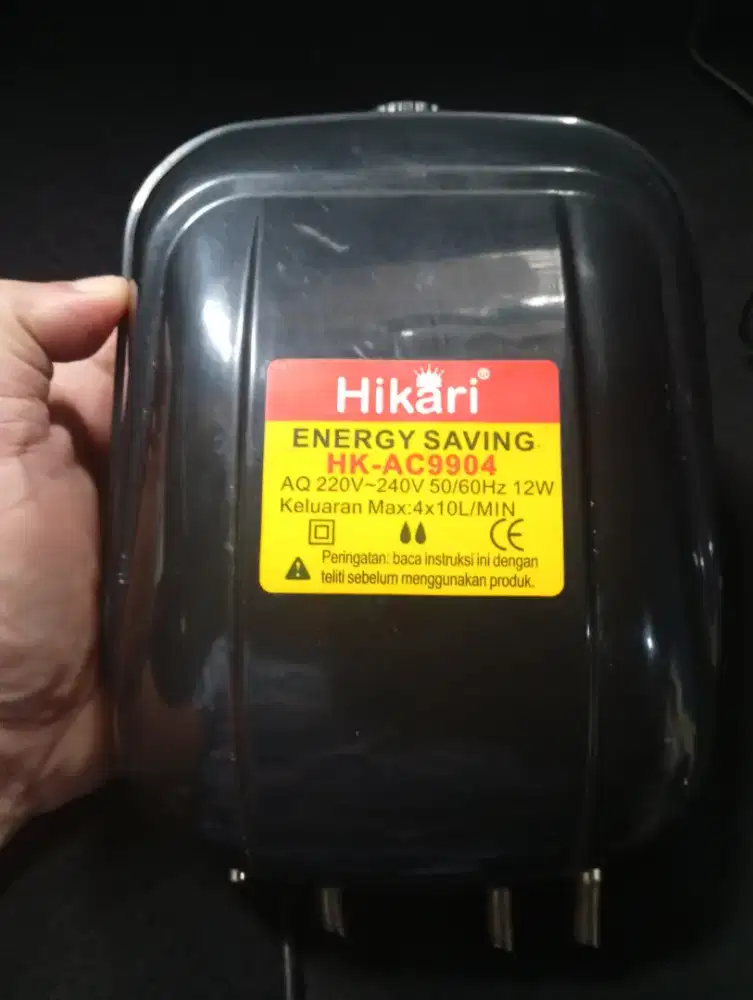 Hikari®
ENERGY SAVING
HK-AC9904
AQ 220V~240V 50/60Hz 12W
Keluaran Max:4x10L/MIN
CE
Peringatan: baca instruksi ini dengan
teliti sebelum menggunakan produk.